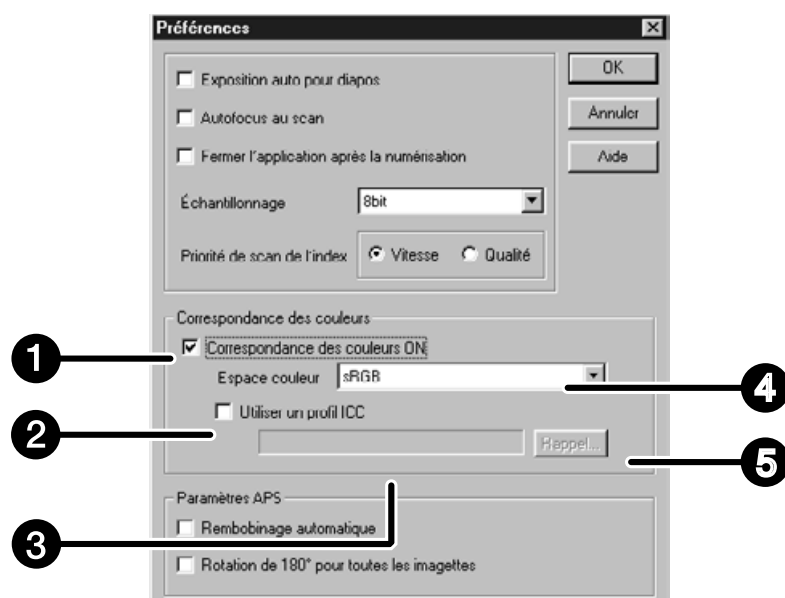 Préférences
Exposition auto pour diapos
OK
Autofocus au scan
Annuler
Fermer l'application après la numérisation
Aide
Échantillonnage 8bit
Priorité de scan de l'index Vitesse Qualité
Correspondance des couleurs
1 Correspondance des couleurs ON
Espace couleur sRGB
4
Utiliser un profil ICC
2
Rappel...
5
Paramètres APS
Rembobinage automatique
3
Rotation de 180° pour toutes les imagettes